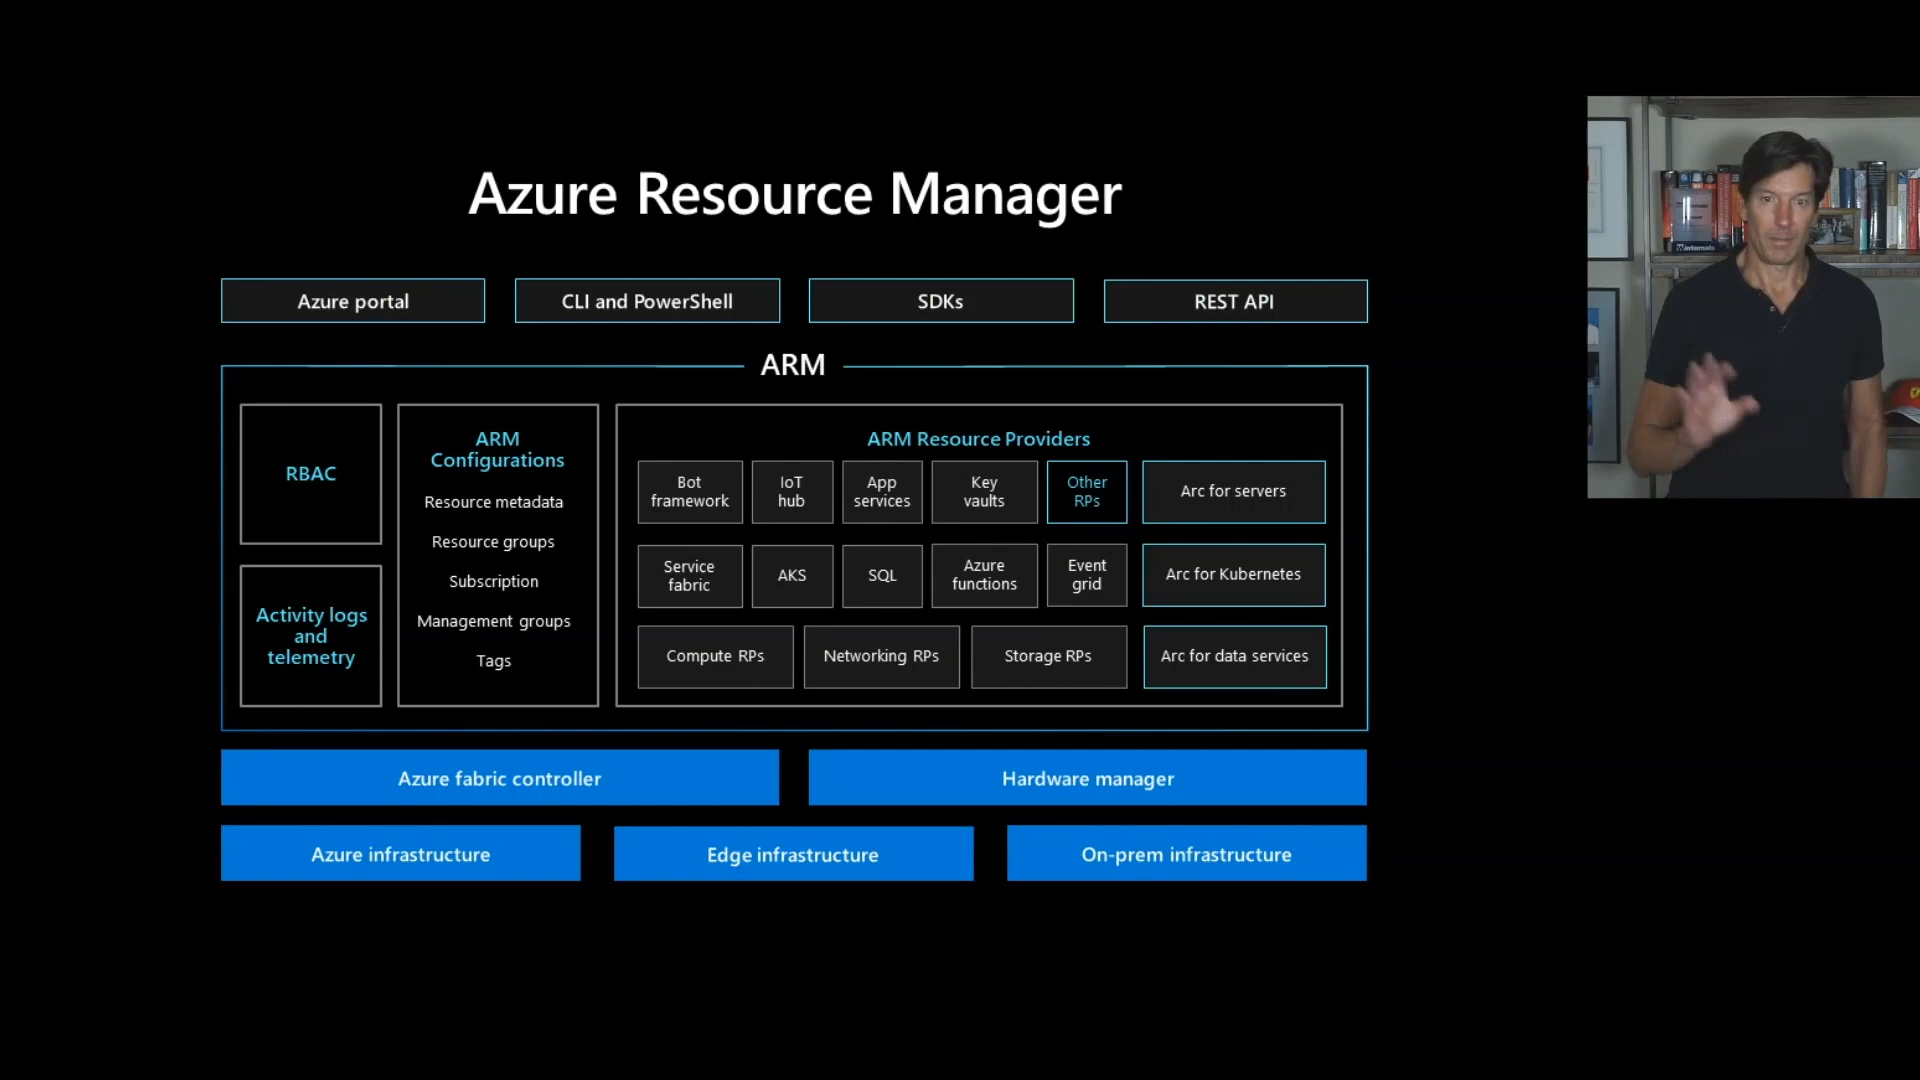 Azure Resource Manager
Azure portal
CLI and PowerShell
SDKs
REST API
ARM
RBAC
Activity logs
and
telemetry
ARM
Configurations
Resource metadata
Resource groups
Subscription
Management groups
Tags
ARM Resource Providers
Bot
framework
IoT
hub
App
services
Key
vaults
Other
RPs
Arc for servers
Service
fabric
AKS
SQL
Azure
functions
Event
grid
Arc for Kubernetes
Compute RPs
Networking RPs
Storage RPs
Arc for data services
Azure fabric controller
Hardware manager
Azure infrastructure
Edge infrastructure
On-prem infrastructure